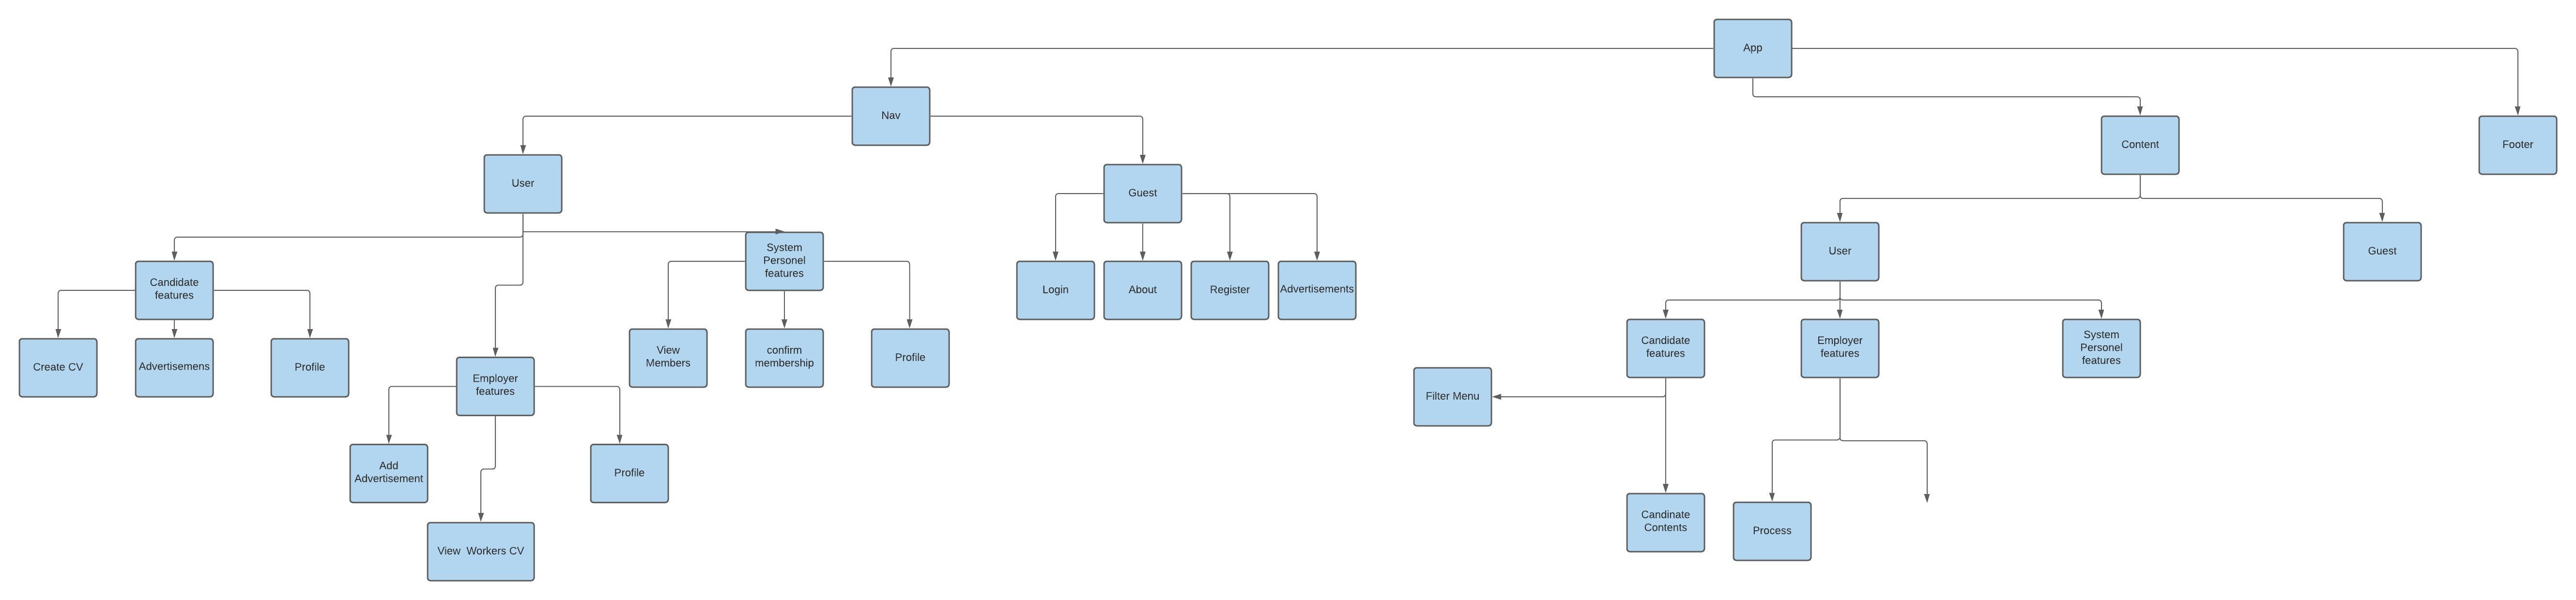 App
Nav
Content
Footer
User
Guest
User
Guest
System
Personel
features
Candidate
features
Login
About
Register
Advertisements
Candidate
features
Employer
features
System
Personel
features
Create CV
Advertisemens
Profile
View
Members
confirm
membership
Profile
Employer
features
Filter Menu
Add
Advertisement
Profile
Candinate
Contents
Process
View  Workers CV